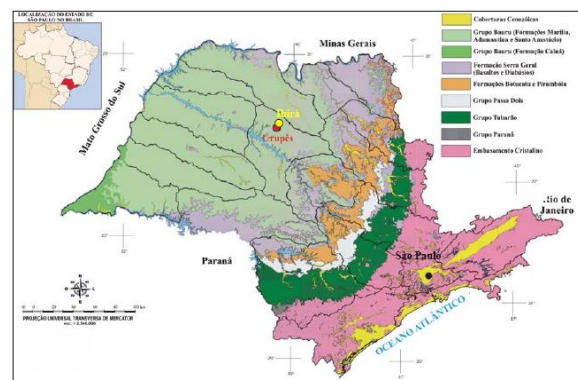 LOCALIZAÇÃO DO ESTADO DE
SÃO PAULO NO BRASIL
Minas Gerais
Mato Grosso do Sul
Ibirá
Urupês
Paraná
São Paulo
Rio de
Janeiro
OCEANO ATLÂNTICO
PROJEÇÃO UNIVERSAL TRANSVERSA DE MERCATOR
Coberturas Cenozóicas
Grupo Bauru (Formações Marília,
Adamantina e Santo Anastácio)
Grupo Bauru (Formação Caiuá)
Formação Serra Geral
(Basaltos e Diabásios)
Formações Botucatu e Pirambóia
Grupo Passa Dois
Grupo Tubarão
Grupo Paraná
Embasamento Cristalino